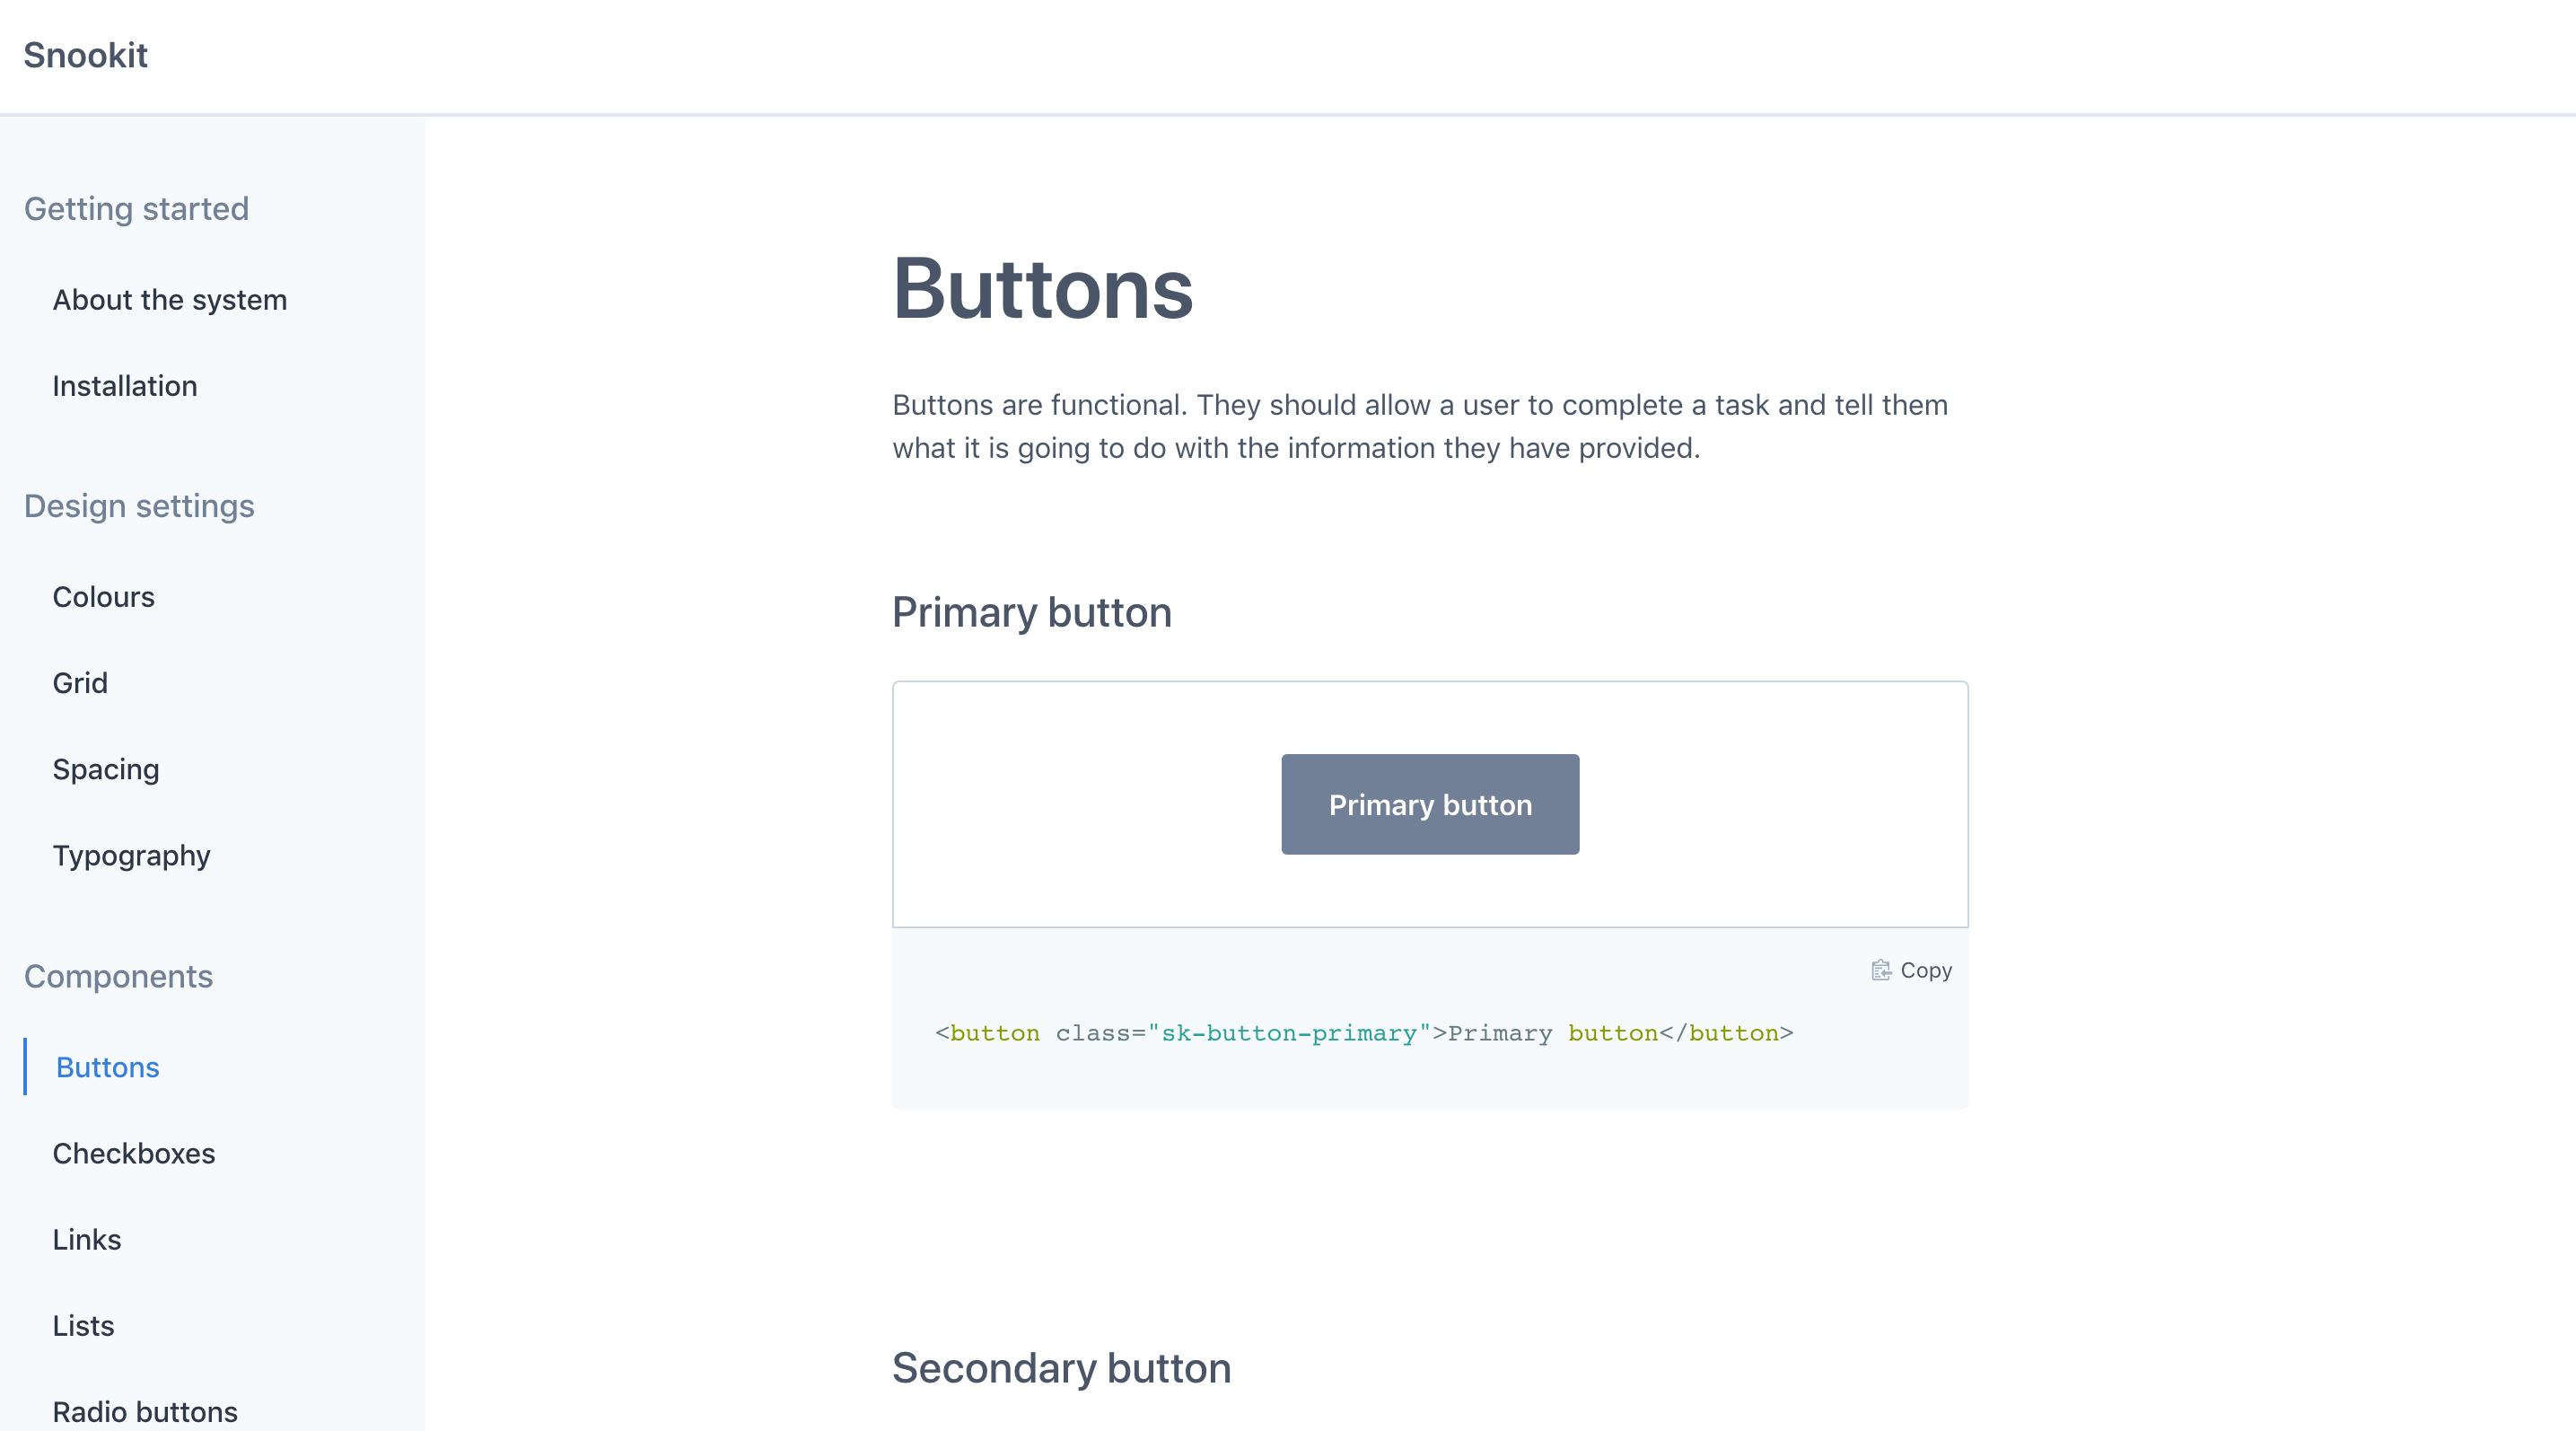 Snookit
Getting started
About the system
Installation
Design settings
Colours
Grid
Spacing
Typography
Components
Buttons
Checkboxes
Links
Lists
Radio buttons
Buttons
Buttons are functional. They should allow a user to complete a task and tell them
what it is going to do with the information they have provided.
Primary button
Primary button
Copy
<button class="sk-button-primary">Primary button</button>
Secondary button